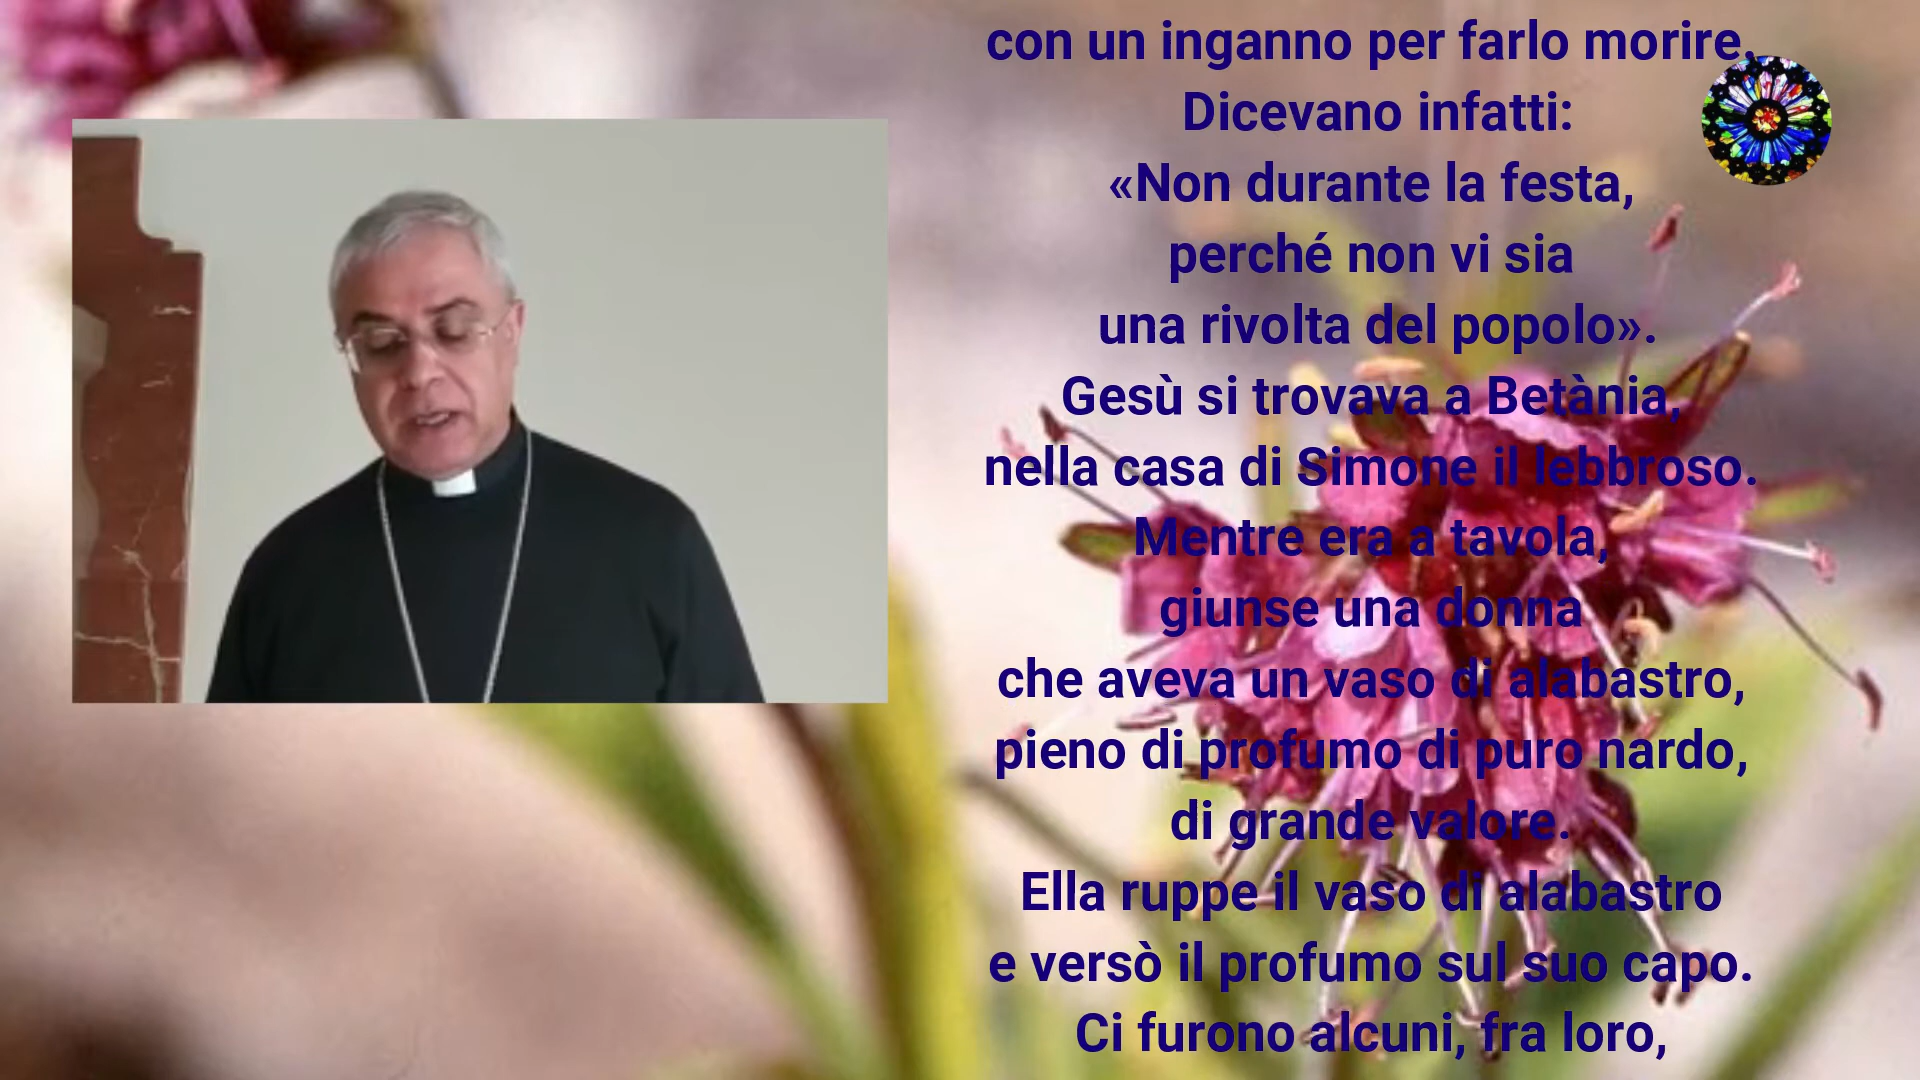 con un inganno per farlo morire.
Dicevano infatti:
«Non durante la festa,
perché non vi sia
una rivolta del popolo».
Gesù si trovava a Betània,
nella casa di Simone il lebbroso.
Mentre era a tavola,
giunse una donna
che aveva un vaso di alabastro,
pieno di profumo di puro nardo,
di grande valore.
Ella ruppe il vaso di alabastro
e versò il profumo sul suo capo.
Ci furono alcuni, fra loro,